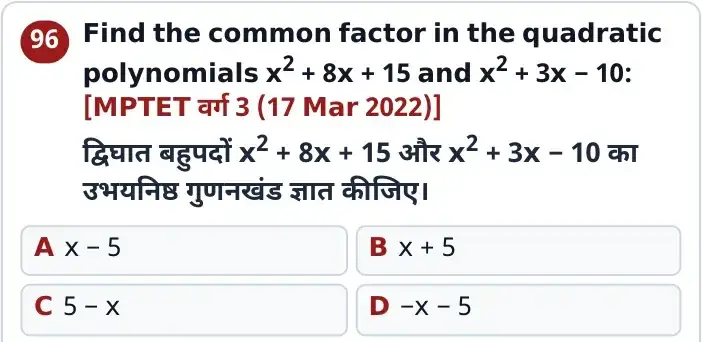 96 Find the common factor in the quadratic
polynomials x² + 8x + 15 and x² + 3x − 10:
[MPTET वर्ग 3 (17 Mar 2022)]
द्विघात बहुपदों x² + 8x + 15 और x² + 3x − 10 का
उभयनिष्ठ गुणनखंड ज्ञात कीजिए।
A x − 5 B x + 5
C 5 − x D −x − 5